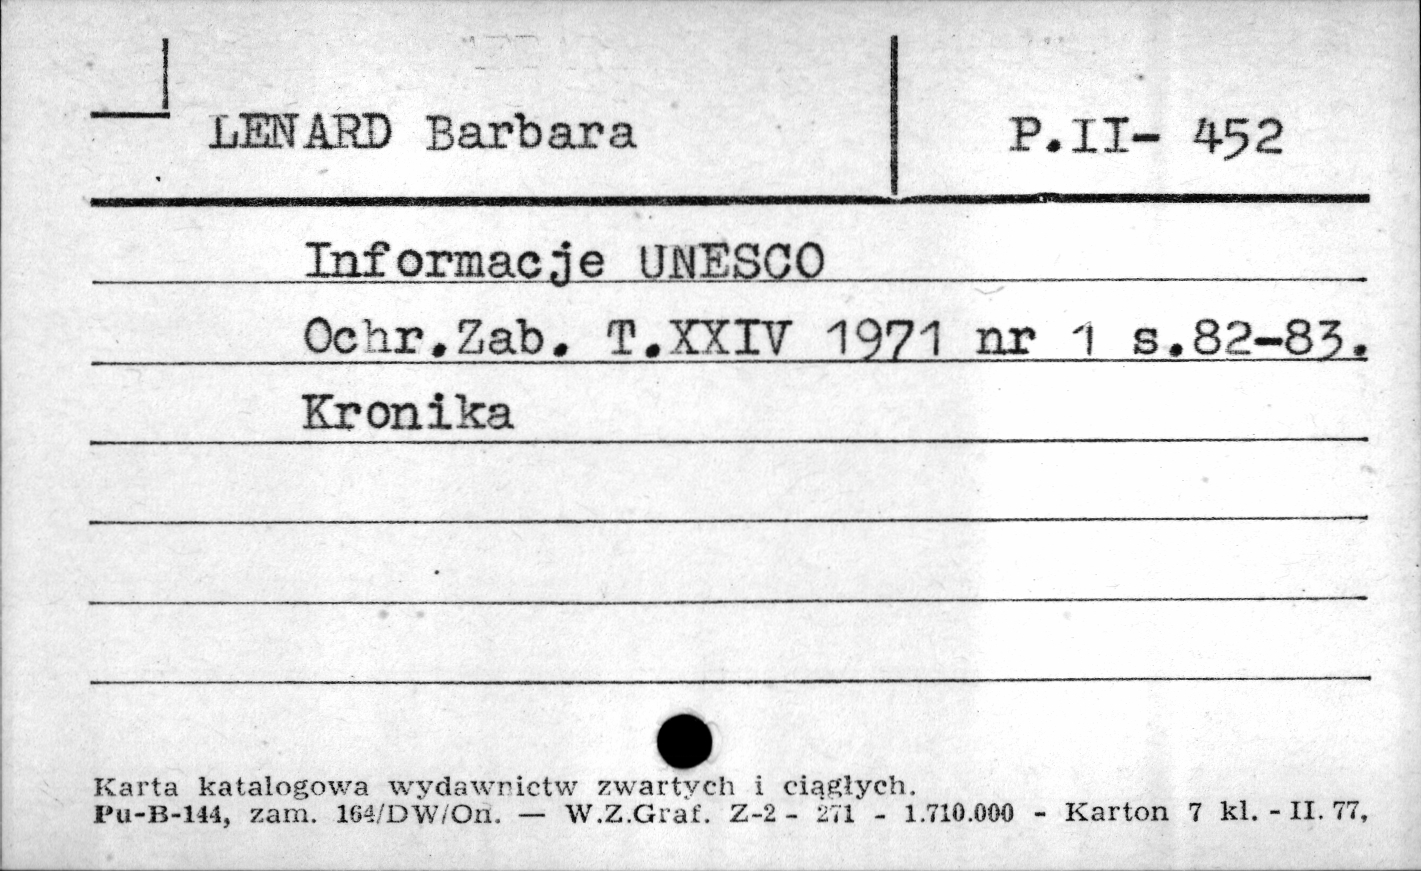 LENARD Barbara
P.II- 452
Informacje UNESCO
Ochr.Zab. T.XXIV 1971 nr 1 s.82-83.
Kronika
Karta katalogowa wydawnictw zwartych i ciągłych.
Pu-B-144, zam. 164/DW/On. — W.Z.Graf. Z-2 - 271 - 1.710.000 - Karton 7 kl. - II. 77,